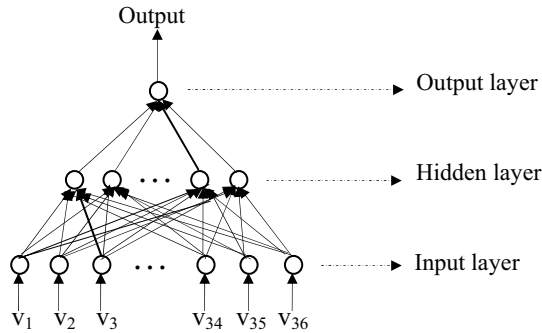 Output
Output layer
. . .
Hidden layer
. . .
Input layer
v₁ v₂ v₃ v₃₄ v₃₅ v₃₆